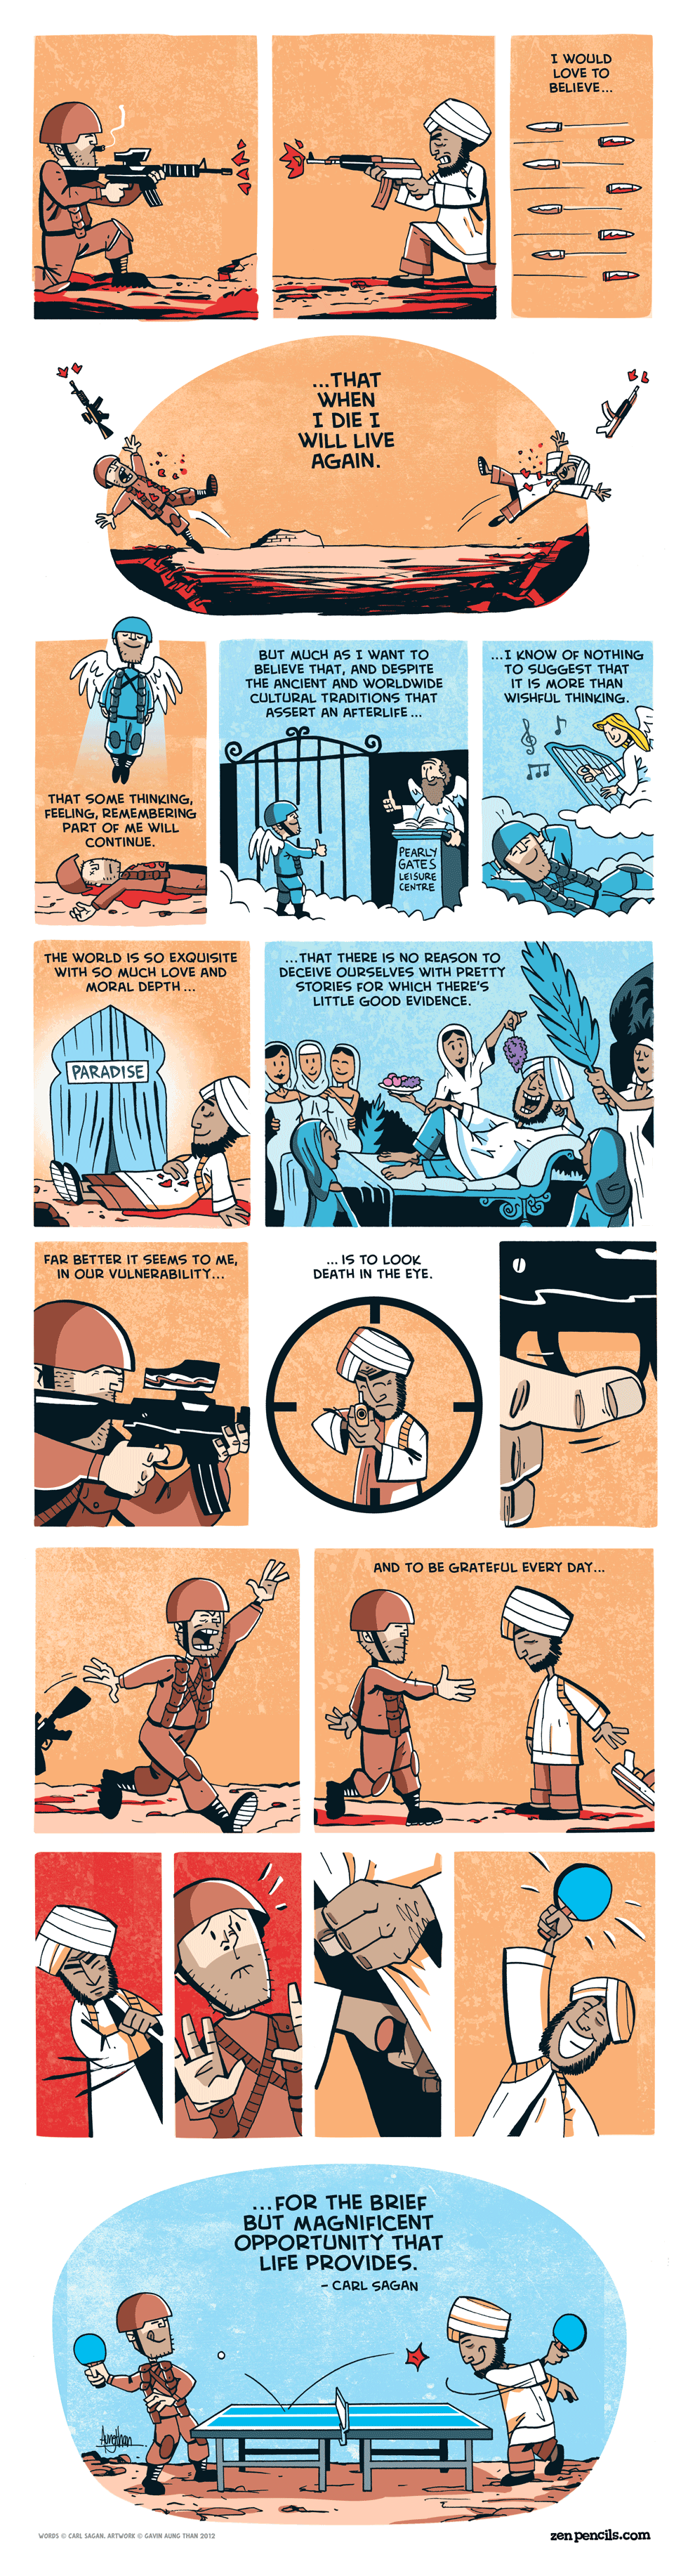 I WOULD
LOVE TO
BELIEVE...
...THAT
WHEN
I DIE I
WILL LIVE
AGAIN.
THAT SOME THINKING,
FEELING, REMEMBERING
PART OF ME WILL
CONTINUE.
BUT MUCH AS I WANT TO
BELIEVE THAT, AND DESPITE
THE ANCIENT AND WORLDWIDE
CULTURAL TRADITIONS THAT
ASSERT AN AFTERLIFE...
PEARLY
GATES
LEISURE
CENTRE
...I KNOW OF NOTHING
TO SUGGEST THAT
IT IS MORE THAN
WISHFUL THINKING.
THE WORLD IS SO EXQUISITE
WITH SO MUCH LOVE AND
MORAL DEPTH...
PARADISE
...THAT THERE IS NO REASON TO
DECEIVE OURSELVES WITH PRETTY
STORIES FOR WHICH THERE'S
LITTLE GOOD EVIDENCE.
FAR BETTER IT SEEMS TO ME,
IN OUR VULNERABILITY...
... IS TO LOOK
DEATH IN THE EYE.
AND TO BE GRATEFUL EVERY DAY...
...FOR THE BRIEF
BUT MAGNIFICENT
OPPORTUNITY THAT
LIFE PROVIDES.
- CARL SAGAN
AungThan
WORDS © CARL SAGAN. ARTWORK © GAVIN AUNG THAN 2012
zenpencils.com